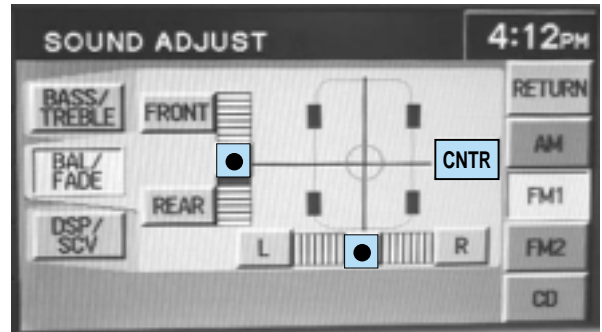 SOUND ADJUST
4:12PM
BASS/
TREBLE
BAL/
FADE
DSP/
SCV
FRONT
REAR
L
R
CNTR
RETURN
AM
FM1
FM2
CD